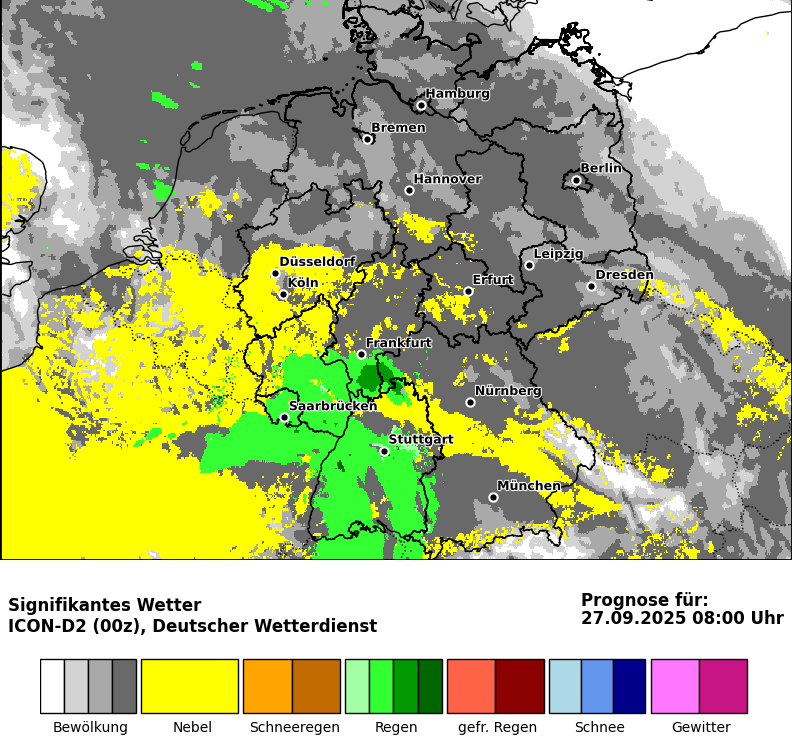 Hamburg
Bremen
Berlin
Hannover
Leipzig
Düsseldorf
Dresden
Köln
Erfurt
Frankfurt
Nürnberg
Saarbrücken
Stuttgart
München
Signifikantes Wetter
ICON-D2 (00z), Deutscher Wetterdienst
Prognose für:
27.09.2025 08:00 Uhr
Bewölkung
Nebel
Schneeregen
Regen
gefr. Regen
Schnee
Gewitter